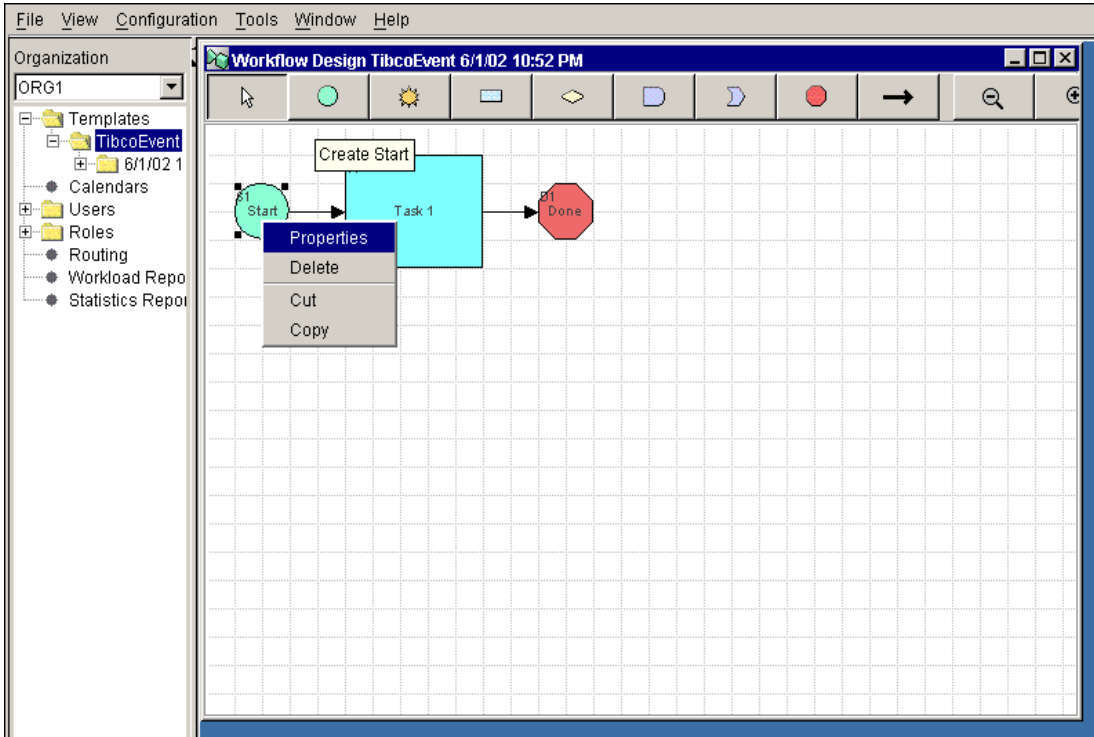 File View Configuration Tools Window Help
Organization
ORG1
Templates
TibcoEvent
6/1/02 1
Calendars
Users
Roles
Routing
Workload Repo
Statistics Repor
Workflow Design TibcoEvent 6/1/02 10:52 PM
Create Start
S1
Start
Task 1
D1
Done
Properties
Delete
Cut
Copy